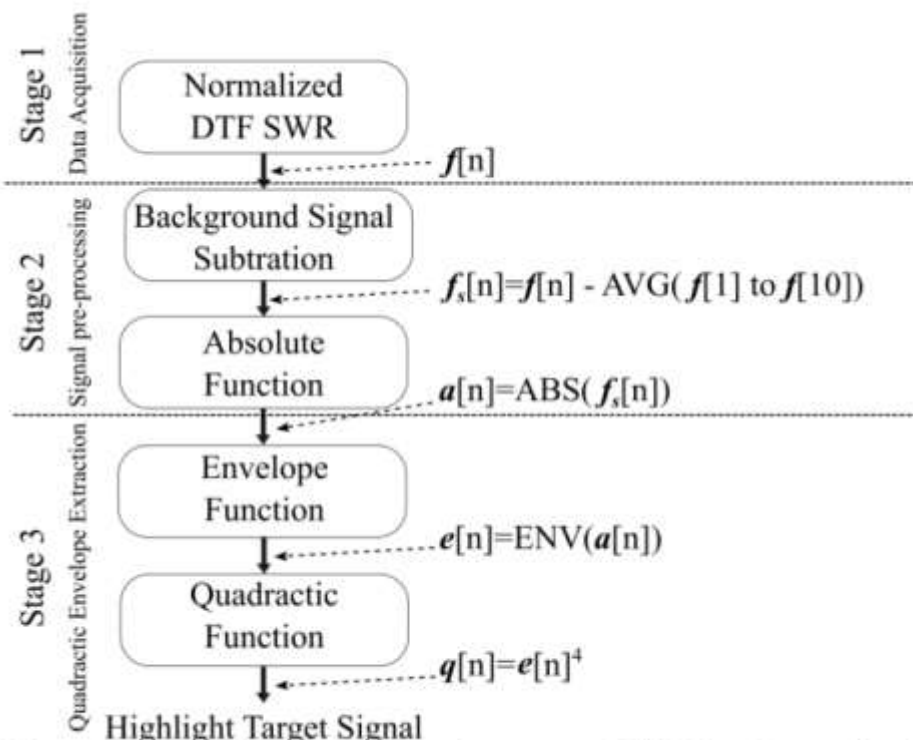 Stage 1
Data Acquisition
Normalized
DTF SWR
f[n]
Stage 2
Signal pre-processing
Background Signal
Subtration
fₛ[n]=f[n] - AVG( f[1] to f[10])
Absolute
Function
a[n]=ABS( fₛ[n])
Stage 3
Quadractic Envelope Extraction
Envelope
Function
e[n]=ENV(a[n])
Quadractic
Function
q[n]=e[n]⁴
Highlight Target Signal